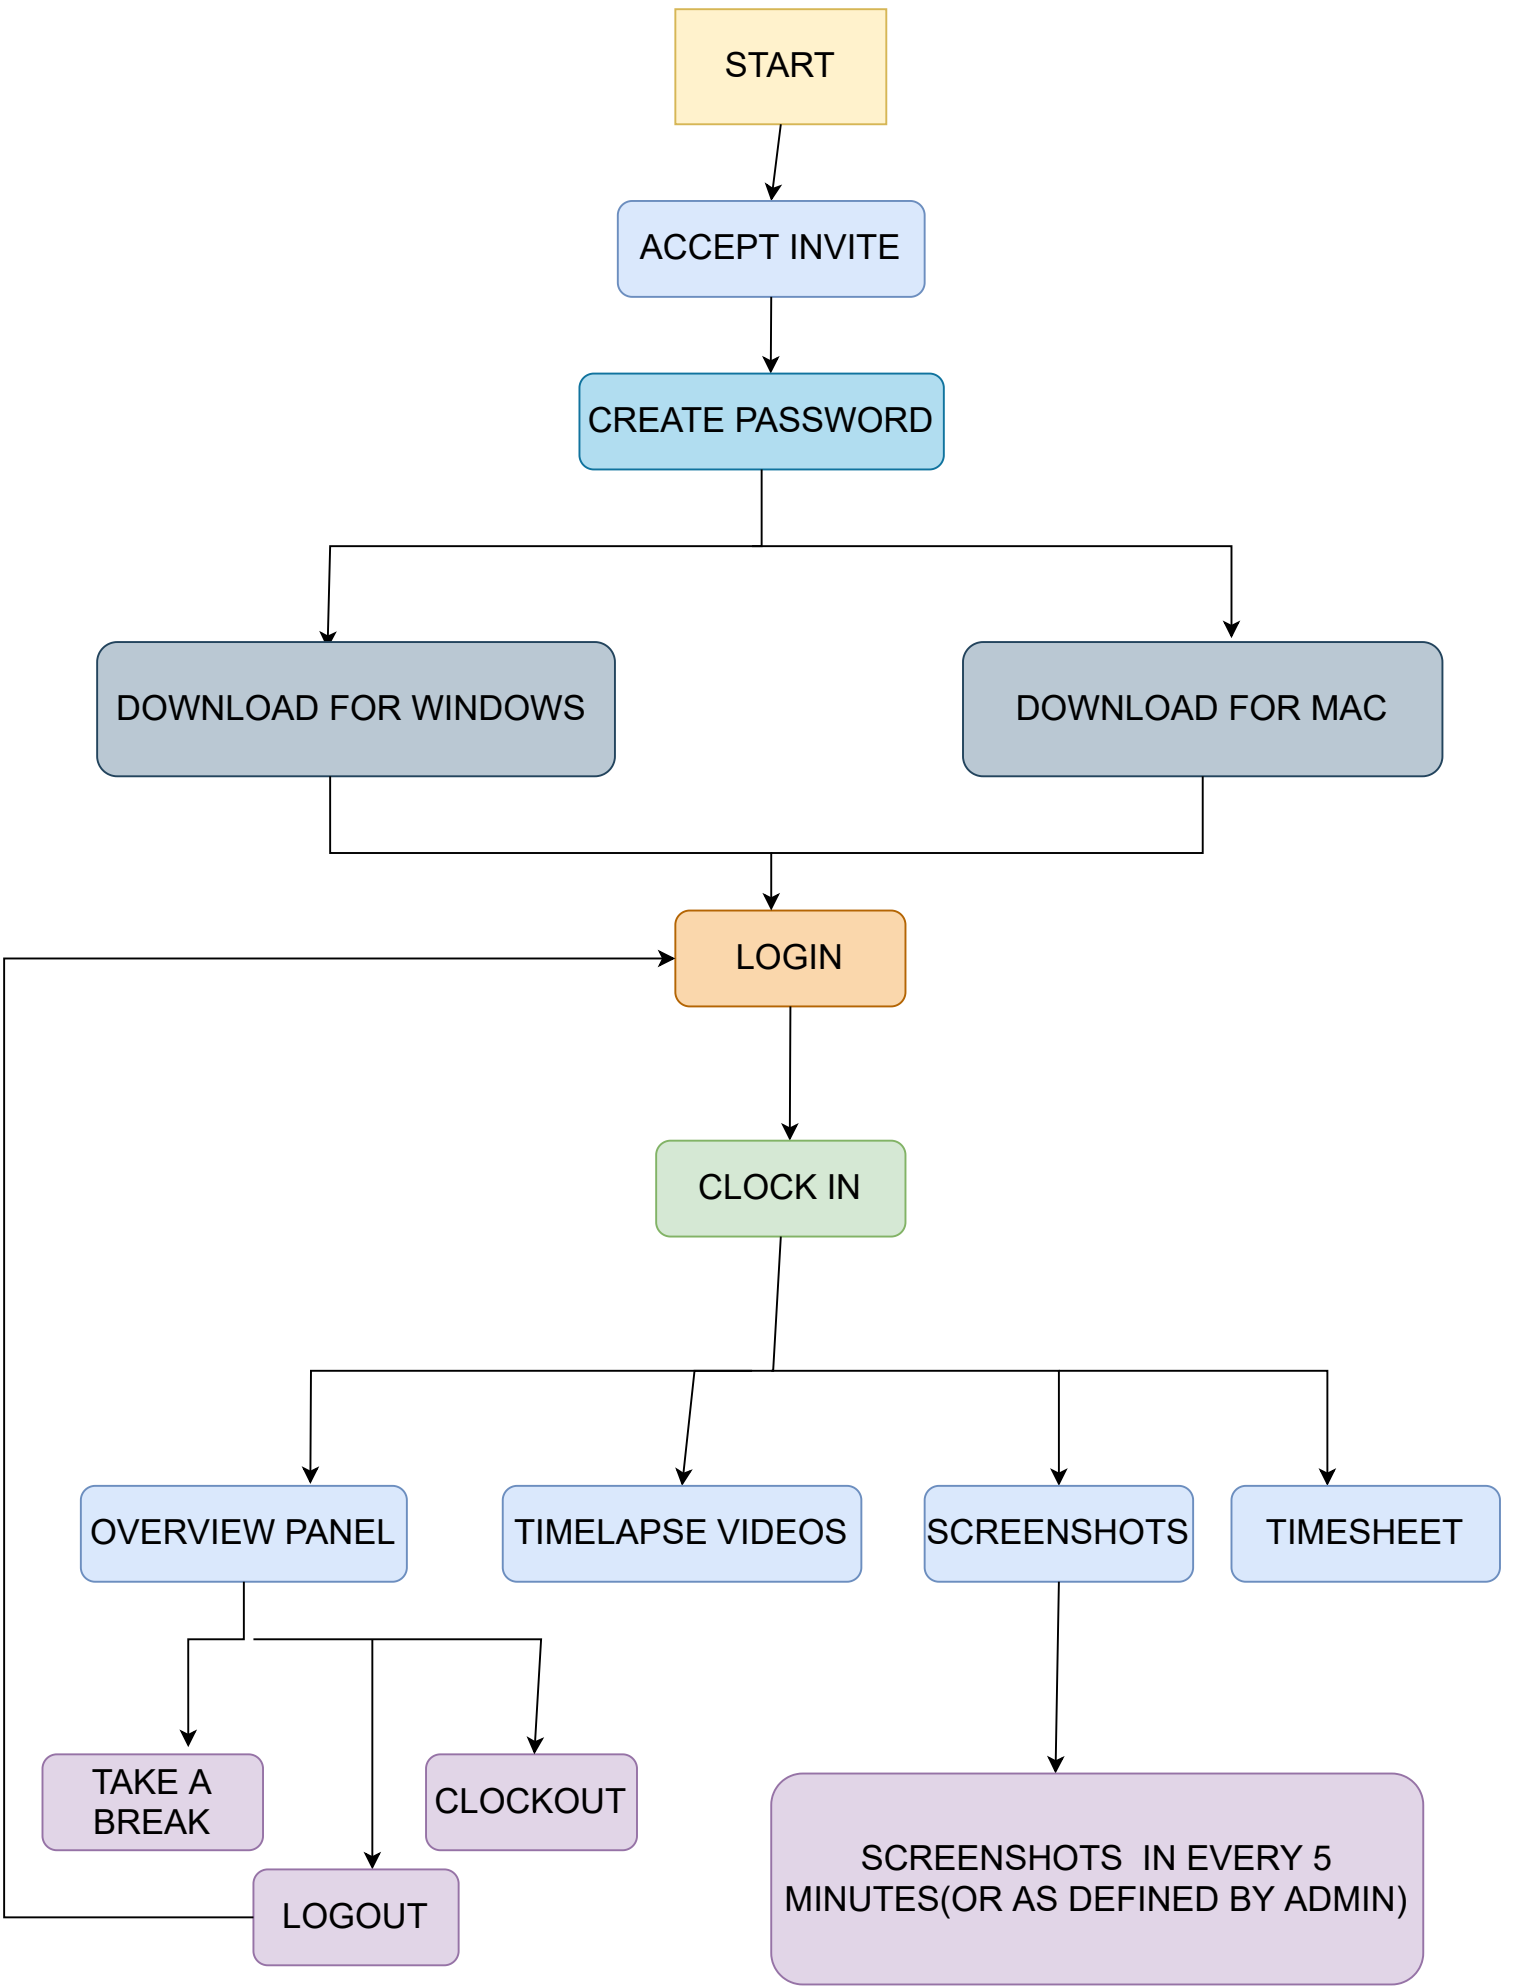 START
ACCEPT INVITE
CREATE PASSWORD
DOWNLOAD FOR WINDOWS
DOWNLOAD FOR MAC
LOGIN
CLOCK IN
OVERVIEW PANEL
TIMELAPSE VIDEOS
SCREENSHOTS
TIMESHEET
TAKE A
BREAK
CLOCKOUT
LOGOUT
SCREENSHOTS  IN EVERY 5
MINUTES(OR AS DEFINED BY ADMIN)